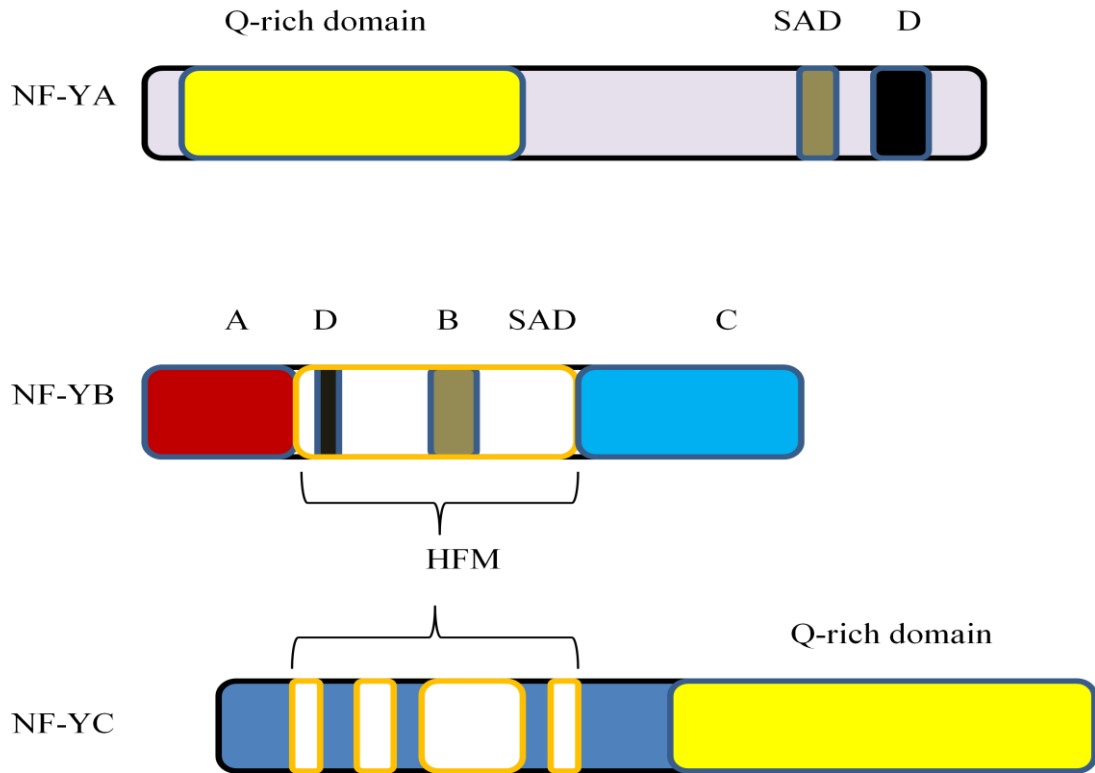 Q-rich domain SAD D
NF-YA
A D B SAD C
NF-YB
HFM
Q-rich domain
NF-YC